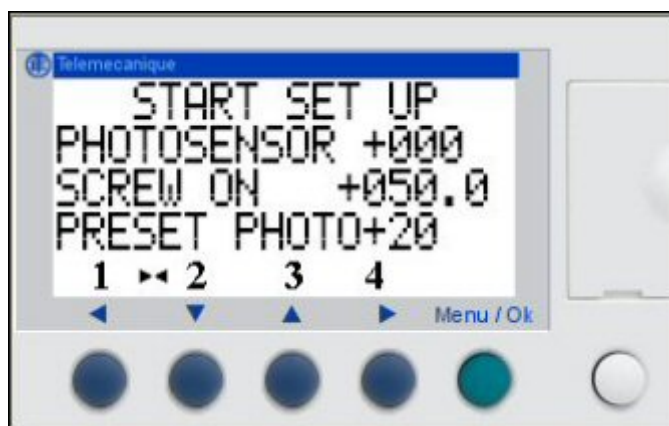 Telemecanique
START SET UP
PHOTOSENSOR +000
SCREW ON +050.0
PRESET PHOTO+20
1 2 3 4
Menu / Ok